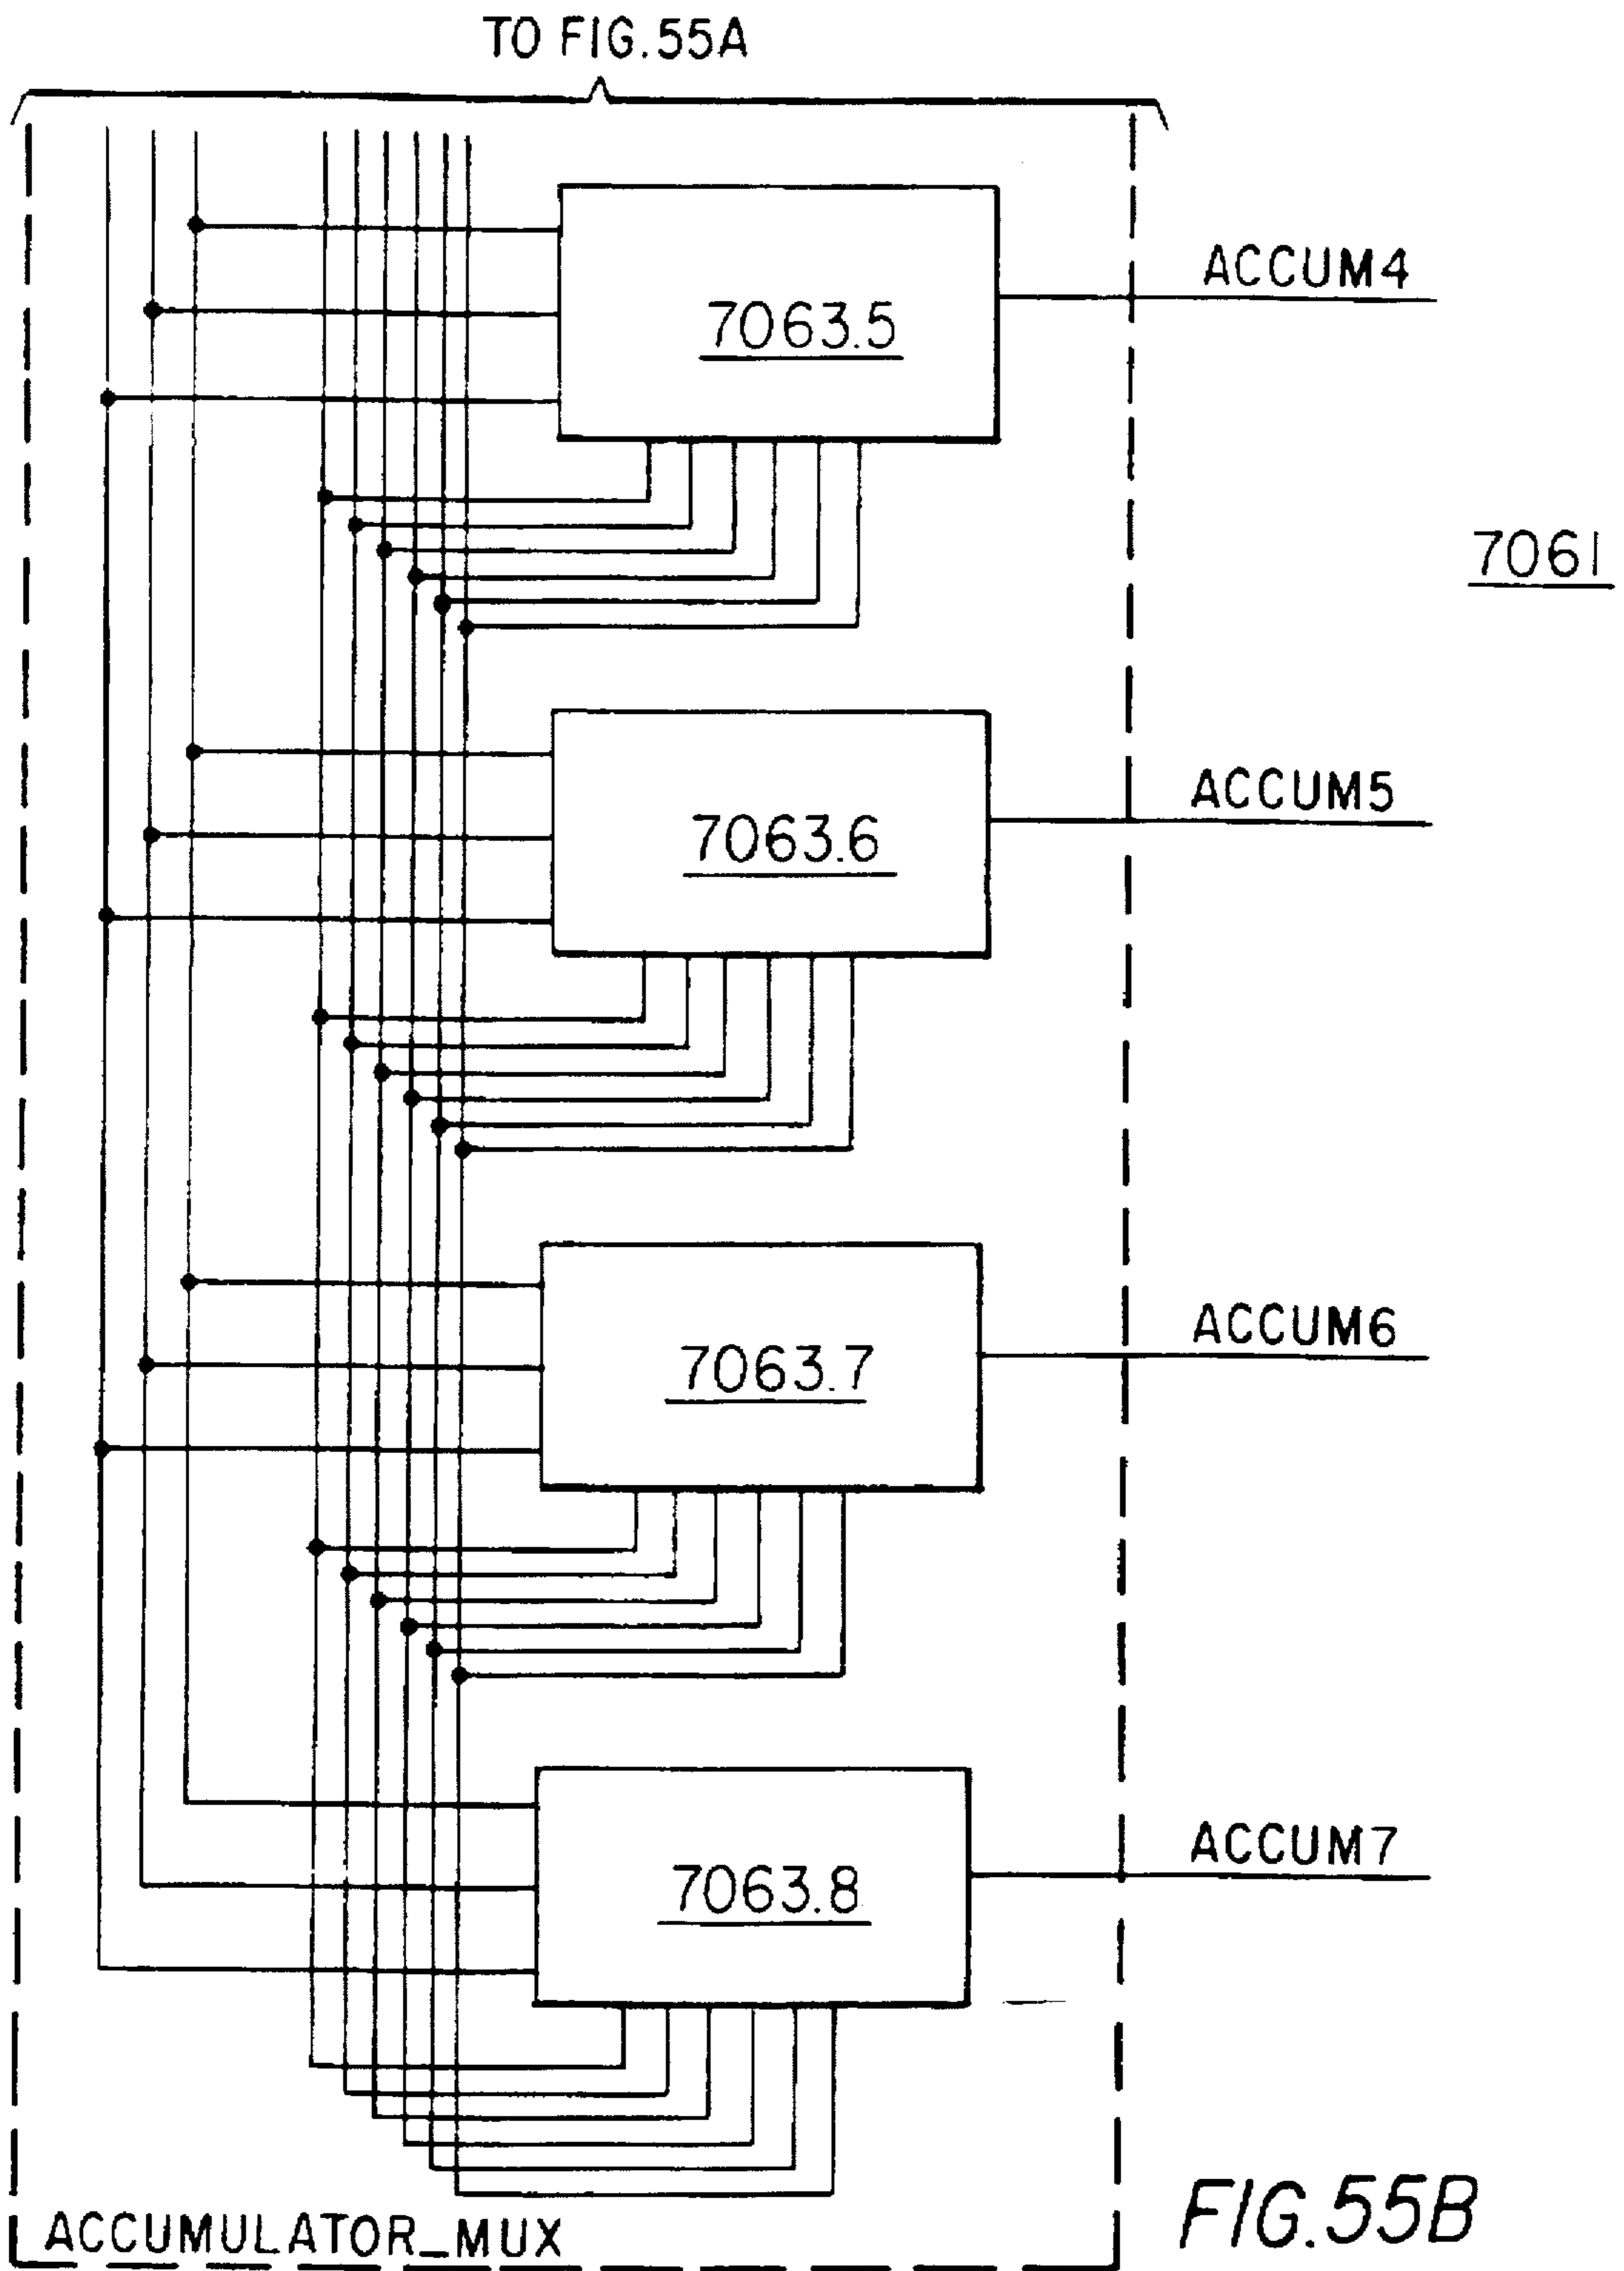 TO FIG.55A
7063.5
ACCUM4
7061
7063.6
ACCUM5
7063.7
ACCUM6
7063.8
ACCUM7
ACCUMULATOR_MUX
FIG.55B